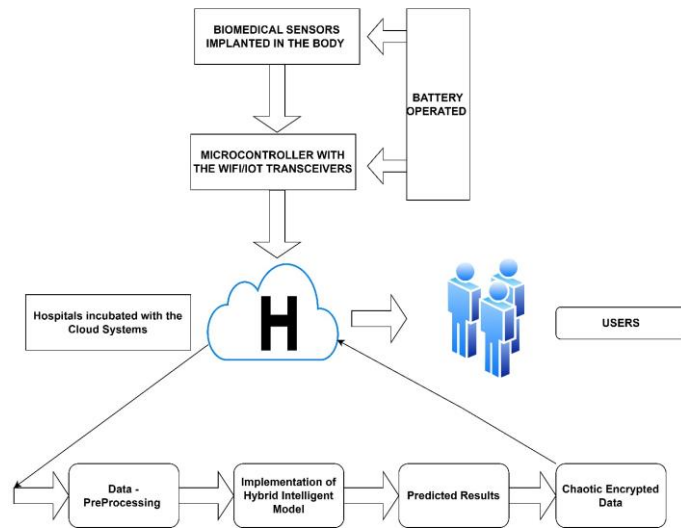 BIOMEDICAL SENSORS
IMPLANTED IN THE BODY
BATTERY
OPERATED
MICROCONTROLLER WITH
THE WIFI/IOT TRANSCEIVERS
Hospitals incubated with the
Cloud Systems
H
USERS
Data -
PreProcessing
Implementation of
Hybrid Intelligent
Model
Predicted Results
Chaotic Encrypted
Data